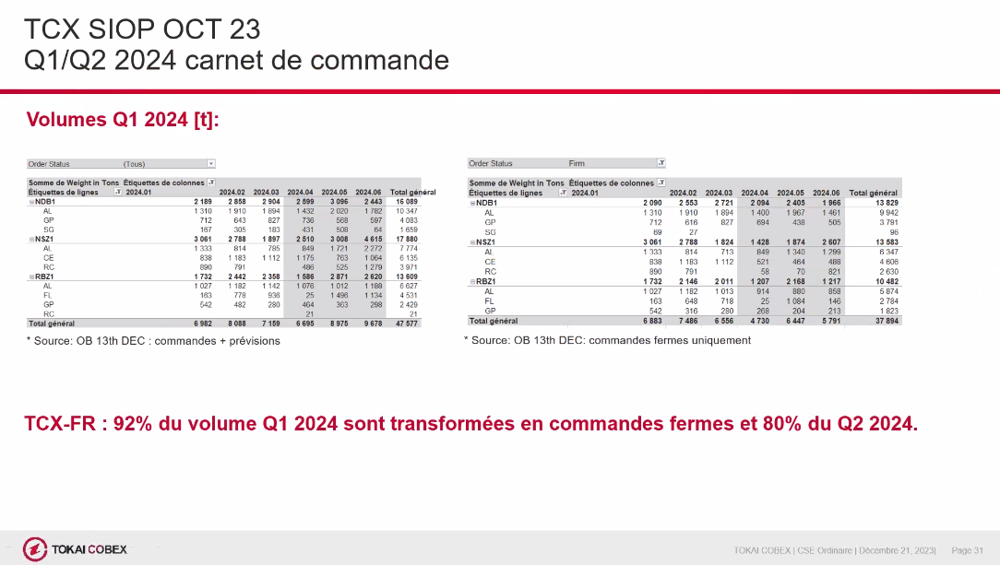 TCX SIOP OCT 23
Q1/Q2 2024 carnet de commande
Volumes Q1 2024 [t]:
Order Status (Tous)
Somme de Weight in Tons Étiquettes de colonnes
Étiquettes de lignes 2024.01 2024.02 2024.03 2024.04 2024.05 2024.06 Total général
NDB1 2 189 2 858 2 904 2 599 3 096 2 443 16 089
AL 1 310 1 910 1 894 1 432 2 020 1 782 10 347
GP 712 643 827 736 568 597 4 083
SG 167 305 183 431 508 64 1 659
NSZ1 3 061 2 788 1 897 2 510 3 008 4 615 17 880
AL 1 333 814 785 849 1 721 2 272 7 774
CE 838 1 183 1 112 1 175 763 1 064 6 135
RC 890 791 486 525 1 279 3 971
RBZ1 1 732 2 442 2 358 1 586 2 871 2 620 13 609
AL 1 027 1 182 1 142 1 076 1 012 1 188 6 627
FL 163 778 936 25 1 496 1 134 4 531
GP 542 482 280 464 363 298 2 429
RC 21 21
Total général 6 982 8 088 7 159 6 695 8 975 9 678 47 577
* Source: OB 13th DEC : commandes + prévisions
Order Status Firm
Somme de Weight in Tons Étiquettes de colonnes
Étiquettes de lignes 2024.01 2024.02 2024.03 2024.04 2024.05 2024.06 Total général
NDB1 2 090 2 553 2 721 2 094 2 405 1 966 13 829
AL 1 310 1 910 1 894 1 400 1 967 1 461 9 942
GP 712 616 827 694 438 505 3 791
SG 69 27 96
NSZ1 3 061 2 788 1 824 1 428 1 874 2 607 13 583
AL 1 333 814 713 849 1 340 1 299 6 347
CE 838 1 183 1 112 521 464 488 4 606
RC 890 791 58 70 821 2 630
RBZ1 1 732 2 146 2 011 1 207 2 168 1 217 10 482
AL 1 027 1 182 1 013 914 880 858 5 874
FL 163 648 718 25 1 084 146 2 784
GP 542 316 280 268 204 213 1 823
Total général 6 883 7 486 6 556 4 730 6 447 5 791 37 894
* Source: OB 13th DEC: commandes fermes uniquement
TCX-FR : 92% du volume Q1 2024 sont transformées en commandes fermes et 80% du Q2 2024.
TOKAI COBEX
TOKAI COBEX | CSE Ordinaire | Décembre 21, 2023| Page 31